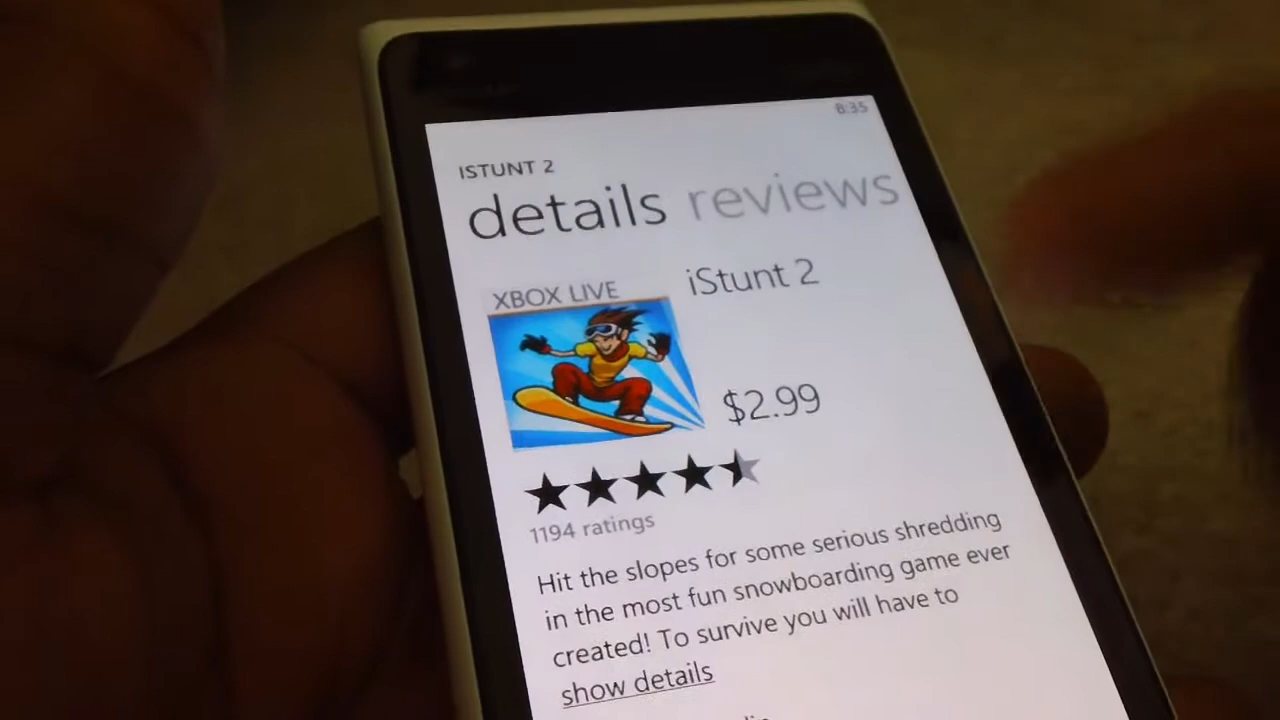 8:35
ISTUNT 2
details reviews
XBOX LIVE
iStunt 2
$2.99
1194 ratings
Hit the slopes for some serious shredding
in the most fun snowboarding game ever
created! To survive you will have to
show details